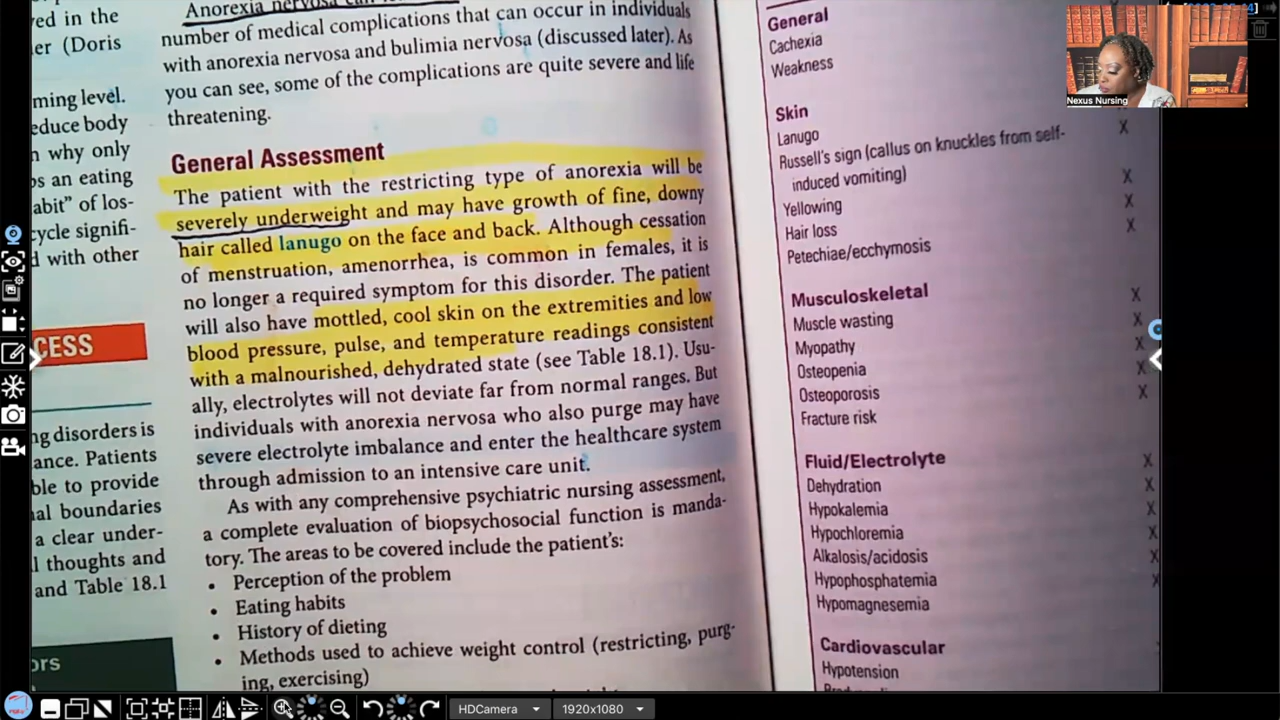 ved in the
er (Doris
ming level.
educe body
n why only
os an eating
abit" of los-
cycle signifi-
d with other
CESS
ng disorders is
ance. Patients
ble to provide
nal boundaries
a clear under-
l thoughts and
and Table 18.1
ors
Anorexia nervosa can
number of medical complications that can occur in individuals
with anorexia nervosa and bulimia nervosa (discussed later). As
you can see, some of the complications are quite severe and life
threatening.
General Assessment
The patient with the restricting type of anorexia will be
severely underweight and may have growth of fine, downy
hair called lanugo on the face and back. Although cessation
of menstruation, amenorrhea, is common in females, it is
no longer a required symptom for this disorder. The patient
will also have mottled, cool skin on the extremities and low
blood pressure, pulse, and temperature readings consistent
with a malnourished, dehydrated state (see Table 18.1). Usu-
ally, electrolytes will not deviate far from normal ranges. But
individuals with anorexia nervosa who also purge may have
severe electrolyte imbalance and enter the healthcare system
through admission to an intensive care unit.
As with any comprehensive psychiatric nursing assessment,
a complete evaluation of biopsychosocial function is manda-
tory. The areas to be covered include the patient's:
• Perception of the problem
• Eating habits
• History of dieting
• Methods used to achieve weight control (restricting, purg-
ing, exercising)
General
Cachexia
Weakness
Skin
Lanugo X
Russell's sign (callus on knuckles from self-
induced vomiting) X
Yellowing X
Hair loss X
Petechiae/ecchymosis
Musculoskeletal
Muscle wasting X
Myopathy X
Osteopenia X
Osteoporosis X
Fracture risk X
Fluid/Electrolyte
Dehydration X
Hypokalemia X
Hypochloremia X
Alkalosis/acidosis X
Hypophosphatemia X
Hypomagnesemia X
Cardiovascular
Hypotension
Nexus Nursing
HDCamera
1920x1080